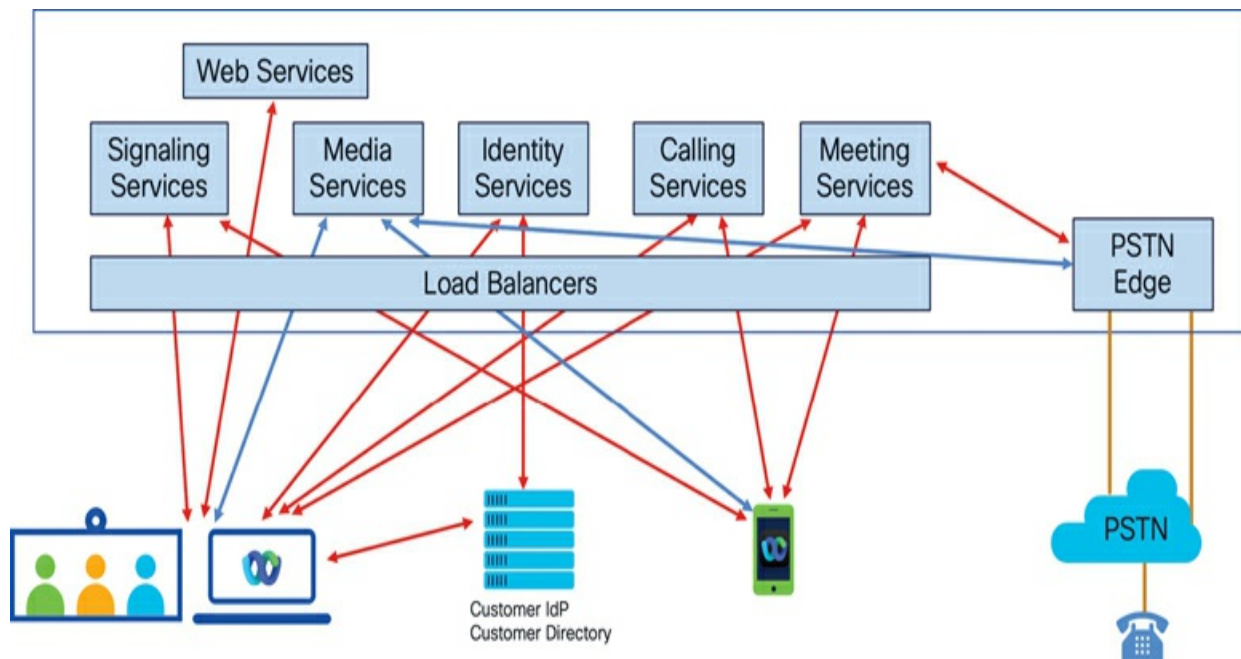 Web Services
Signaling
Services
Media
Services
Identity
Services
Calling
Services
Meeting
Services
Load Balancers
PSTN
Edge
PSTN
Customer IdP
Customer Directory